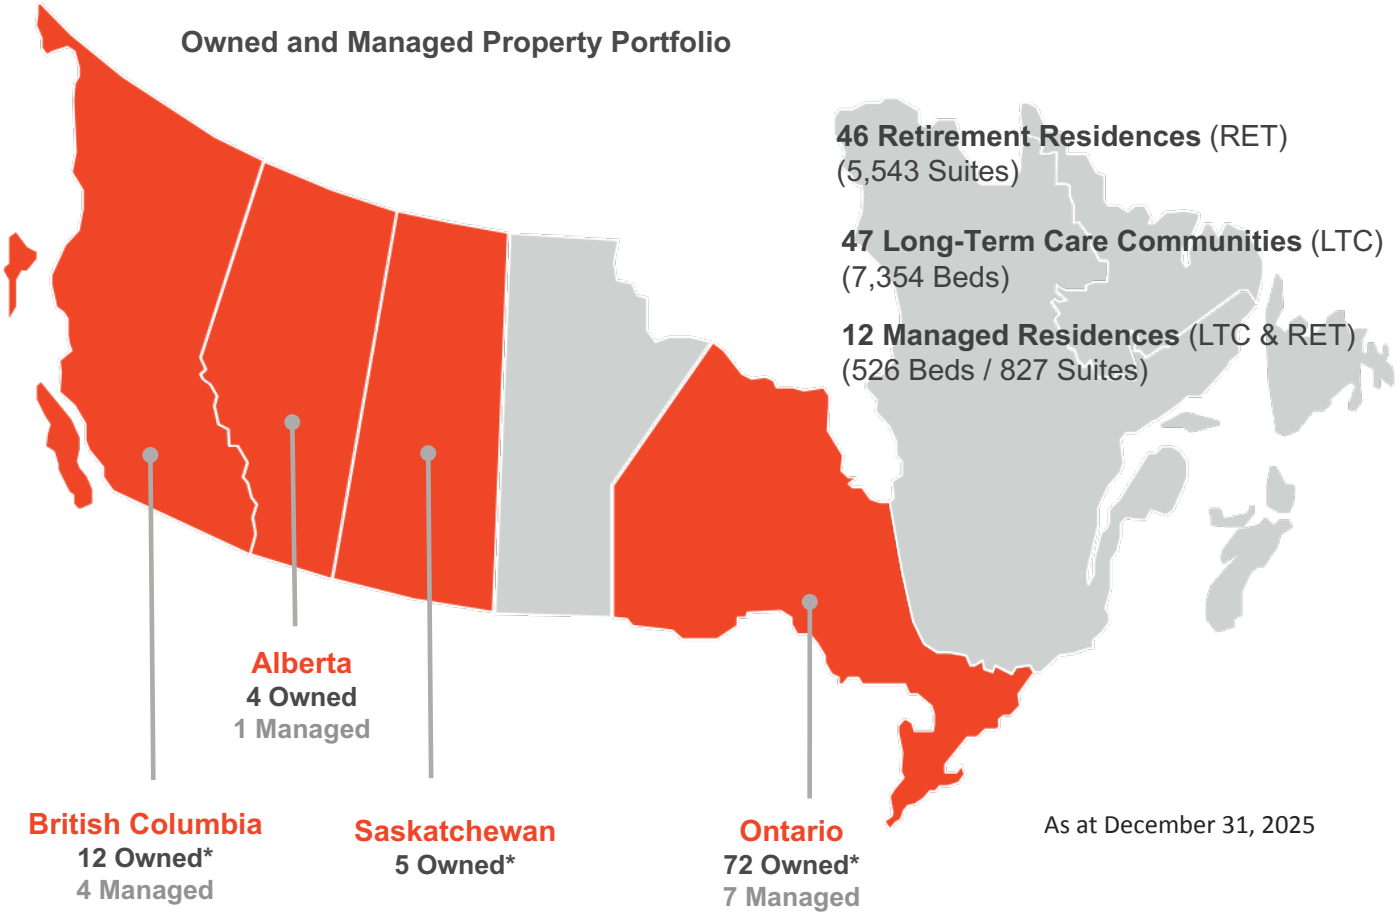 Owned and Managed Property Portfolio
46 Retirement Residences (RET)
(5,543 Suites)
47 Long-Term Care Communities (LTC)
(7,354 Beds)
12 Managed Residences (LTC & RET)
(526 Beds / 827 Suites)
Alberta
4 Owned
1 Managed
British Columbia
12 Owned*
4 Managed
Saskatchewan
5 Owned*
Ontario
72 Owned*
7 Managed
As at December 31, 2025